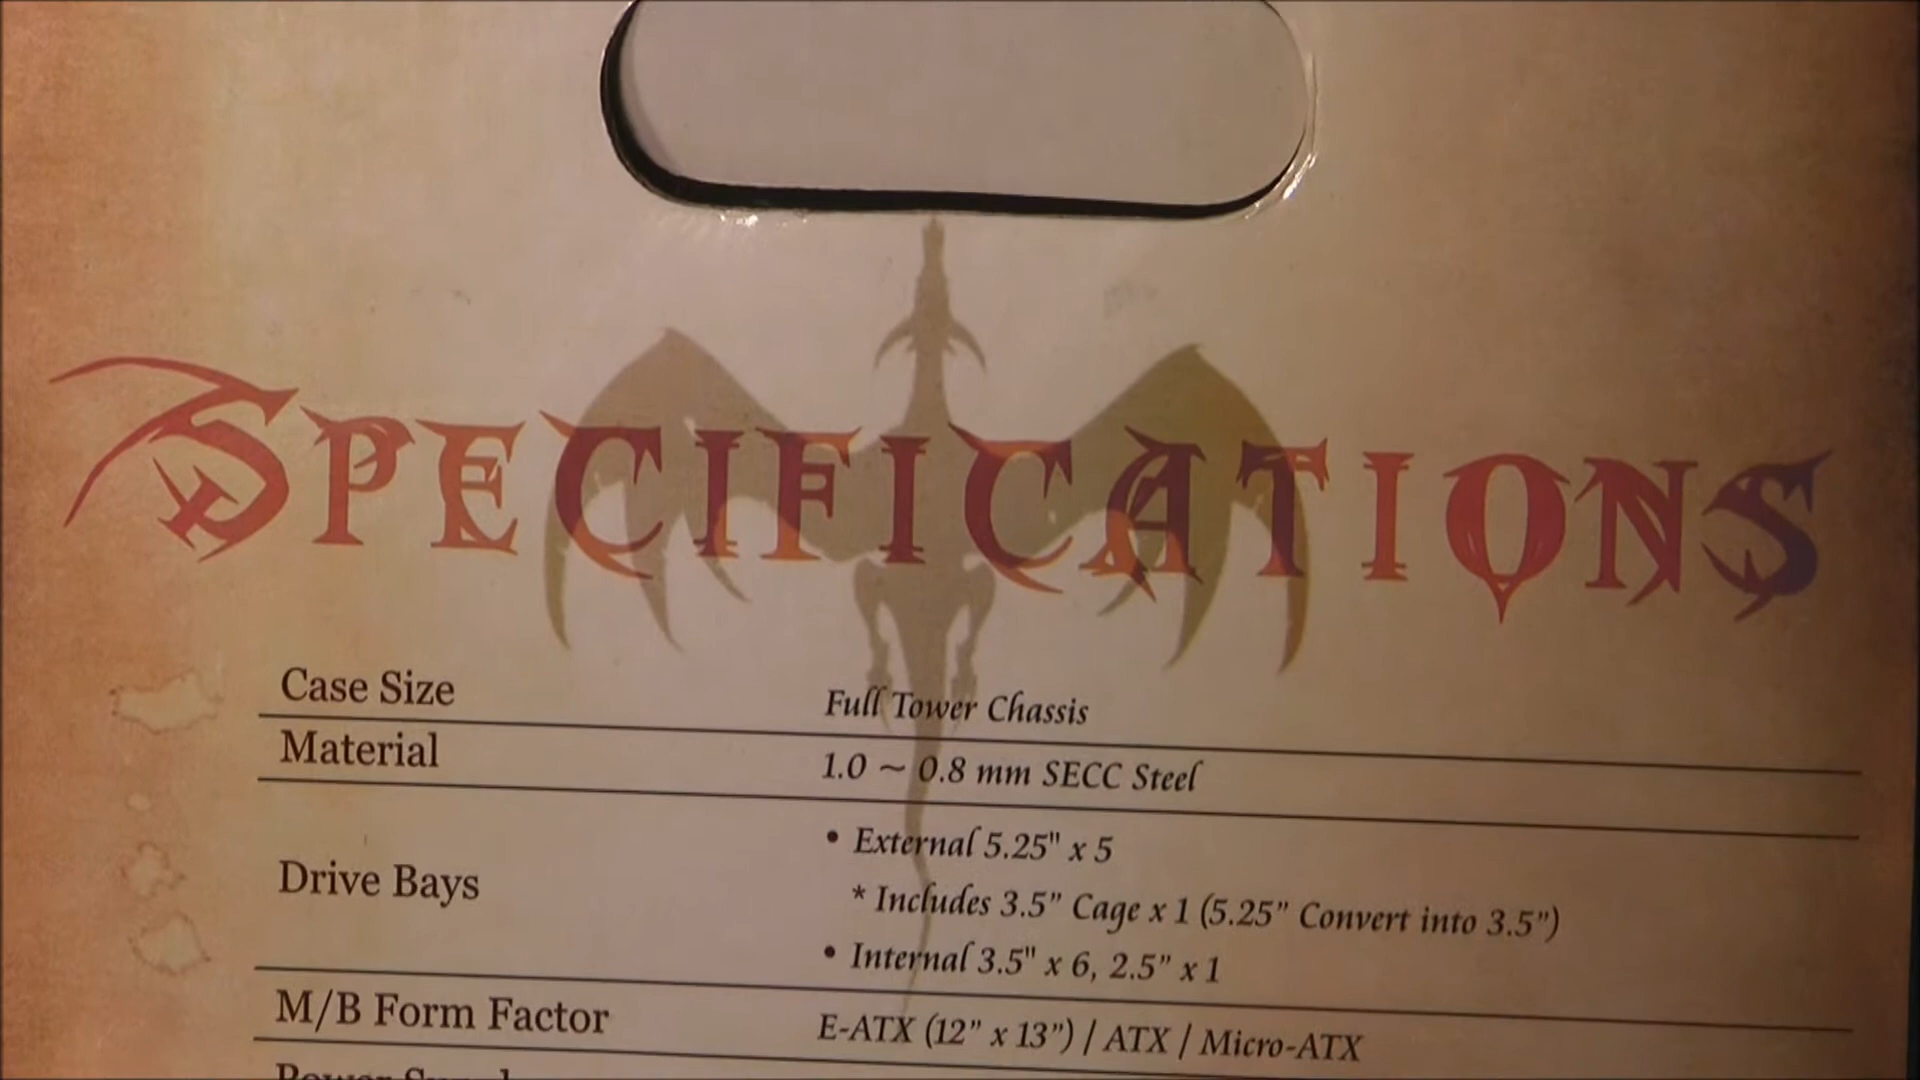 SPECIFICATIONS
Case Size Full Tower Chassis
Material 1.0 ~ 0.8 mm SECC Steel
Drive Bays
• External 5.25" x 5
* Includes 3.5” Cage x 1 (5.25” Convert into 3.5”)
• Internal 3.5" x 6, 2.5” x 1
M/B Form Factor E-ATX (12” x 13”) / ATX / Micro-ATX